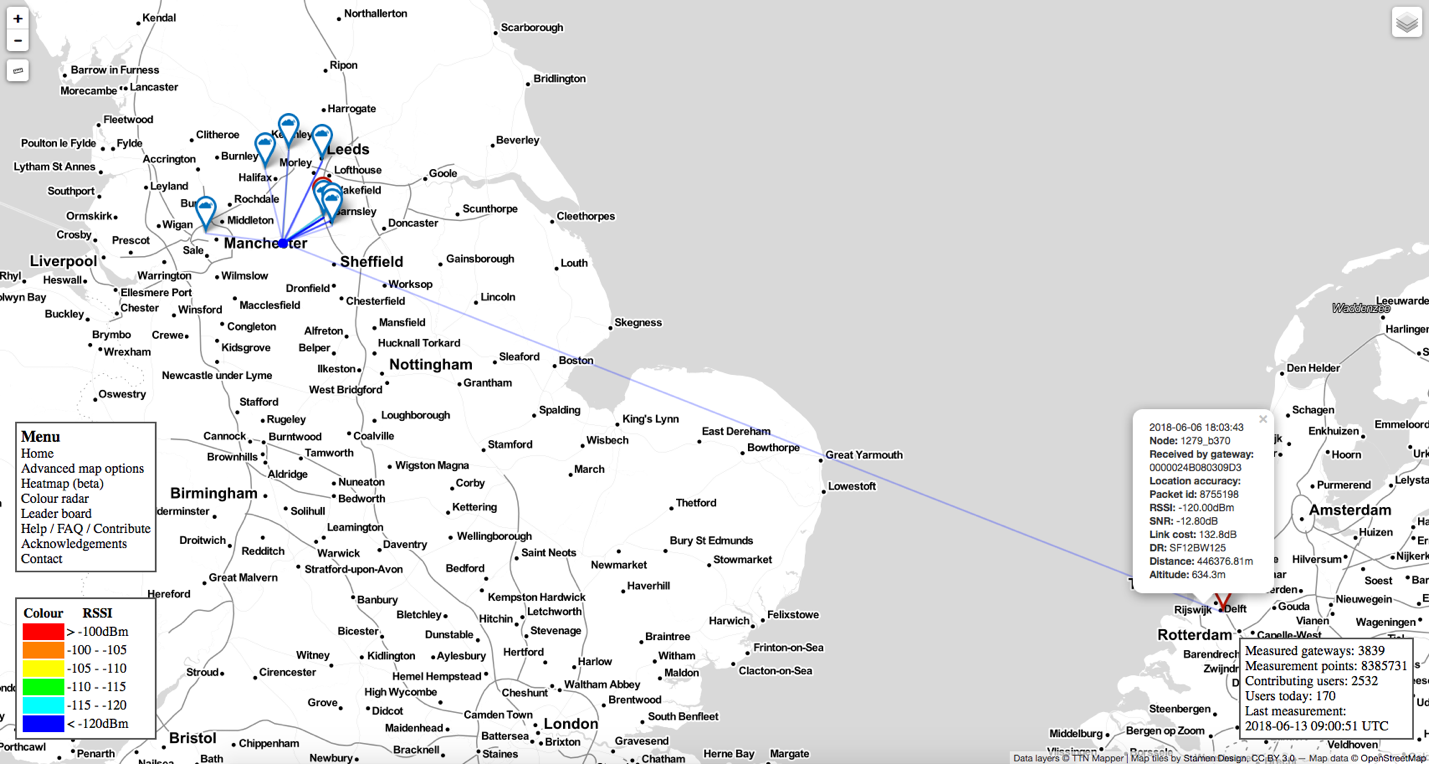 +
−
Kendal
Northallerton
Scarborough
Barrow in Furness
Ripon
Bridlington
Morecambe
Lancaster
Harrogate
Fleetwood
Clitheroe
Beverley
Poulton le Fylde
Fylde
Accrington
Burnley
Morley
Leeds
Lytham St Annes
Halifax
Lofthouse
Goole
Leyland
Southport
Rochdale
Ormskirk
Middleton
Scunthorpe
Cleethorpes
Wigan
Doncaster
Crosby
Prescot
Manchester
Sale
Liverpool
Sheffield
Gainsborough
Louth
Rhyl
Heswall
Warrington
Wilmslow
Dronfield
Worksop
Ellesmere Port
Macclesfield
Chesterfield
Lincoln
Chester
Winsford
Buckley
Congleton
Alfreton
Mansfield
Skegness
Brymbo
Crewe
Wrexham
Kidsgrove
Belper
Hucknall Torkard
Sleaford
Boston
Newcastle under Lyme
Ilkeston
Nottingham
West Bridgford
Grantham
Oswestry
Stafford
Rugeley
Loughborough
Spalding
King's Lynn
Cannock
Burntwood
Coalville
Stamford
Wisbech
East Dereham
Bowthorpe
Great Yarmouth
Brownhills
Tamworth
Aldridge
Wigston Magna
March
Nuneaton
Corby
Lowestoft
Birmingham
Bedworth
Kettering
Thetford
Solihull
Leamington
Droitwich
Redditch
Warwick
Daventry
Wellingborough
Bury St Edmunds
Saint Neots
Stratford-upon-Avon
Bedford
Newmarket
Stowmarket
Great Malvern
Haverhill
Hereford
Banbury
Kempston Hardwick
Bletchley
Hitchin
Letchworth
Harwich
Felixstowe
Bicester
Dunstable
Stevenage
Braintree
Frinton-on-Sea
Witney
Kidlington
Aylesbury
Hertford
Harlow
Witham
Clacton-on-Sea
Stroud
Cirencester
Hemel Hempstead
Maldon
Waltham Abbey
High Wycombe
Cheshunt
Grove
Didcot
Brentwood
Camden Town
London
South Benfleet
Maidenhead
Battersea
Brixton
Gravesend
Bristol
Chippenham
Bracknell
Staines
Chatham
Herne Bay
Margate
Penarth
Bath
Newbury
Waddenzee
Harlingen
Den Helder
Schagen
Enkhuizen
Hoorn
Purmerend
Amsterdam
Huizen
Hilversum
Soest
Nieuwegein
Gouda
Vianen
Wageningen
Rijswijk
Delft
Rotterdam
Steenbergen
Middelburg
Bergen op Zoom
Veldhoven
Menu
Home
Advanced map options
Heatmap (beta)
Colour radar
Leader board
Help / FAQ / Contribute
Acknowledgements
Contact
Colour RSSI
> -100dBm
-100 - -105
-105 - -110
-110 - -115
-115 - -120
< -120dBm
×
2018-06-06 18:03:43
Node: 1279_b370
Received by gateway:
0000024B080309D3
Location accuracy:
Packet id: 8755198
RSSI: -120.00dBm
SNR: -12.80dB
Link cost: 132.8dB
DR: SF12BW125
Distance: 446376.81m
Altitude: 634.3m
Measured gateways: 3839
Measurement points: 8385731
Contributing users: 2532
Users today: 170
Last measurement:
2018-06-13 09:00:51 UTC
Data layers © TTN Mapper | Map tiles by Stamen Design, CC BY 3.0 — Map data © OpenStreetMap